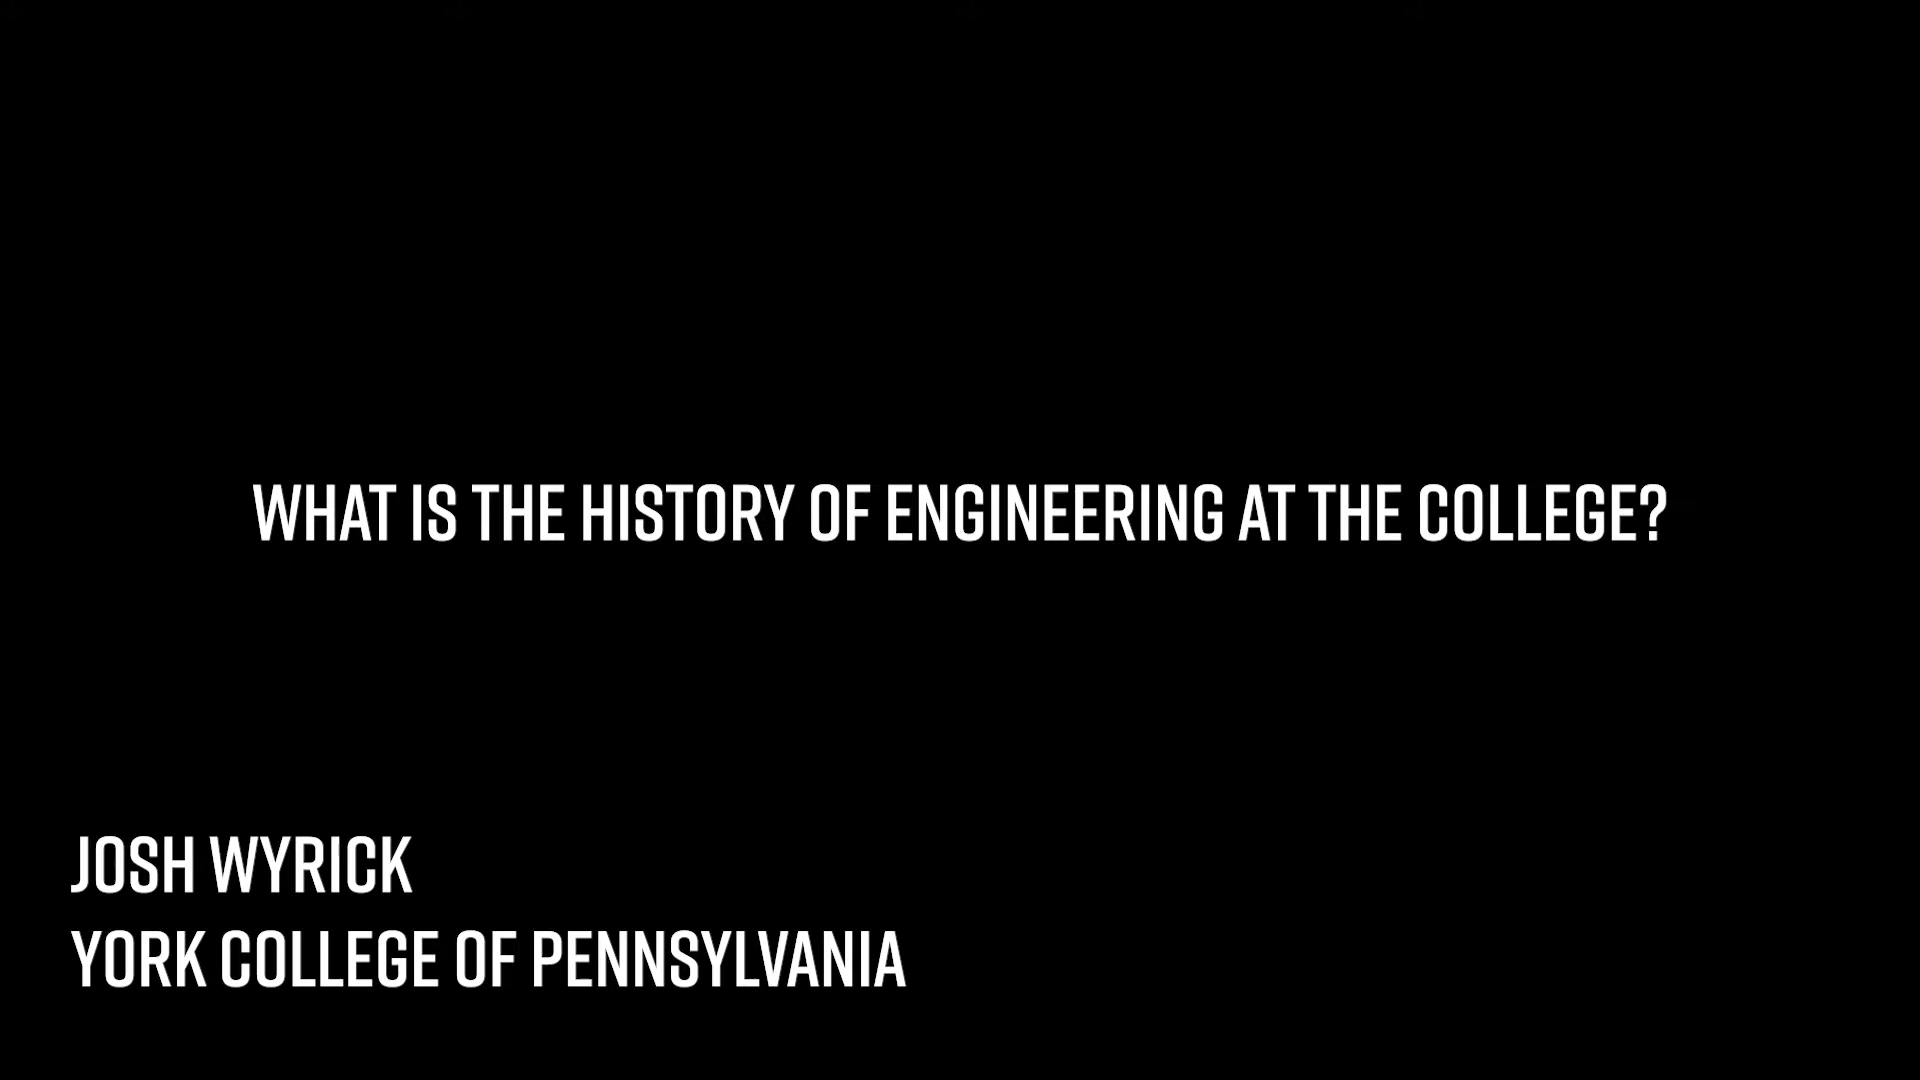 WHAT IS THE HISTORY OF ENGINEERING AT THE COLLEGE?
JOSH WYRICK
YORK COLLEGE OF PENNSYLVANIA